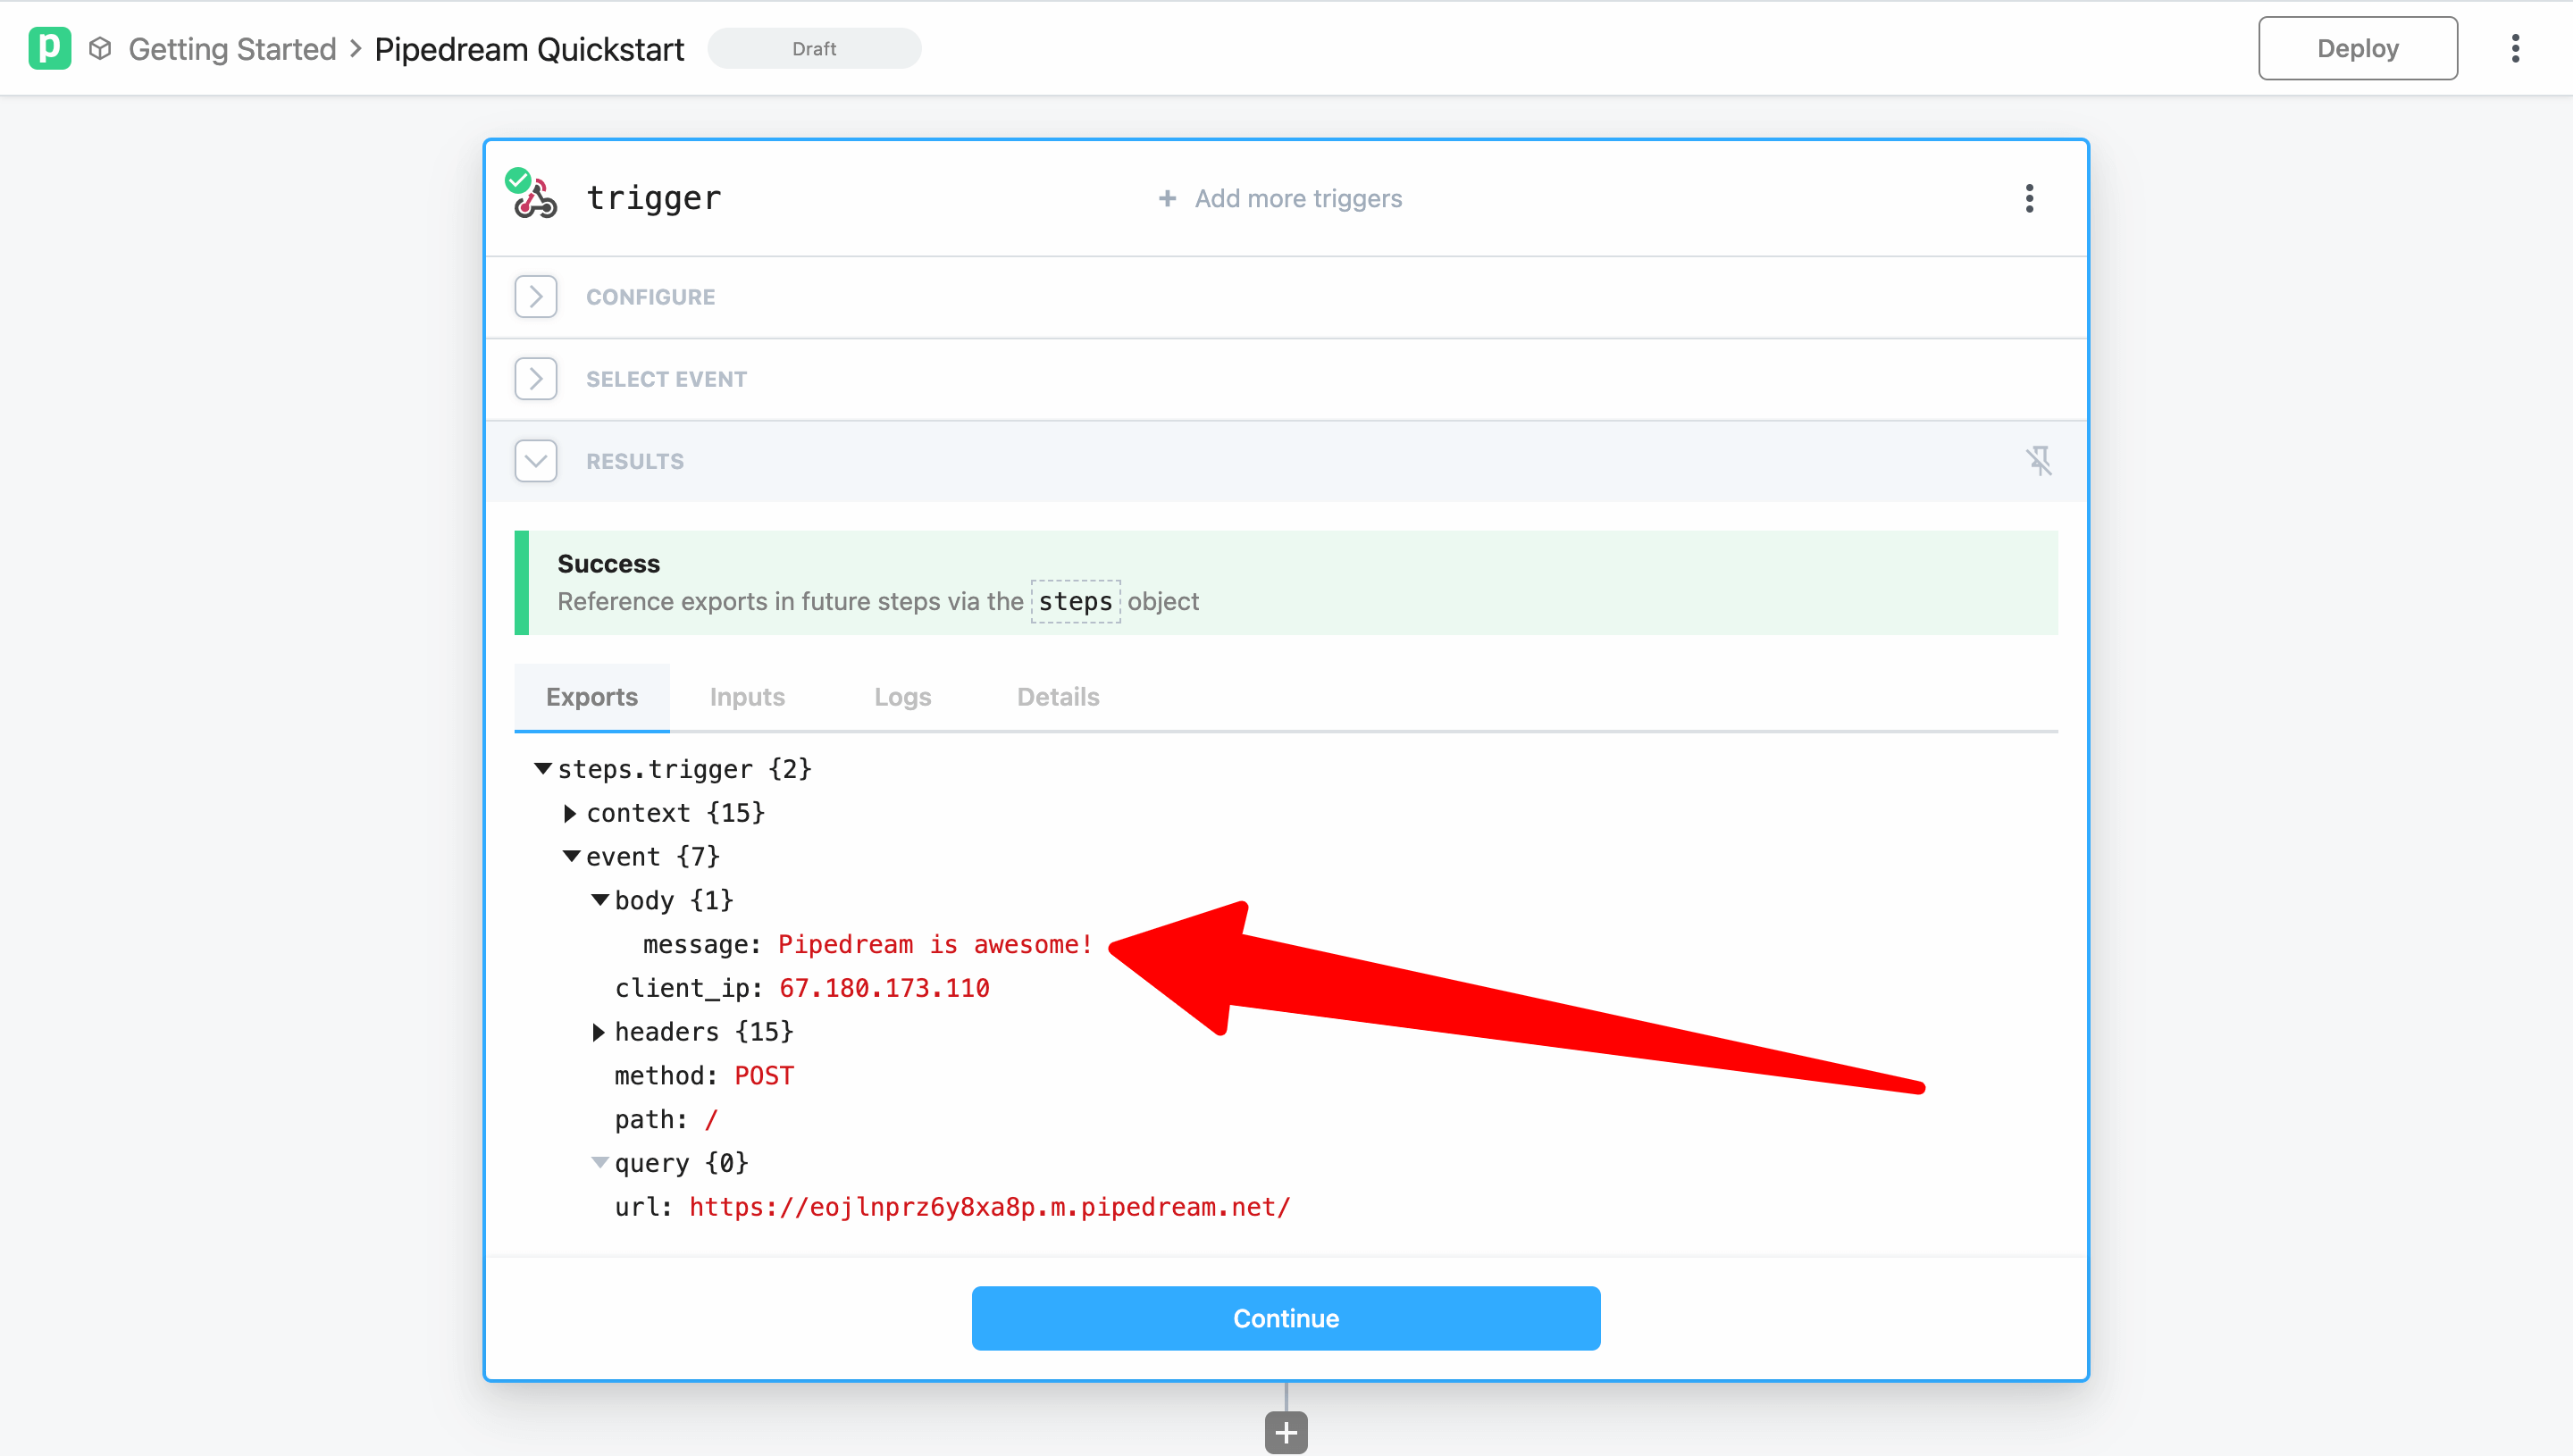 p Getting Started > Pipedream Quickstart Draft Deploy
trigger + Add more triggers
CONFIGURE
SELECT EVENT
RESULTS
Success
Reference exports in future steps via the steps object
Exports Inputs Logs Details
steps.trigger {2}
context {15}
event {7}
body {1}
message: Pipedream is awesome!
client_ip: 67.180.173.110
headers {15}
method: POST
path: /
query {0}
url: https://eojlnprz6y8xa8p.m.pipedream.net/
Continue
+